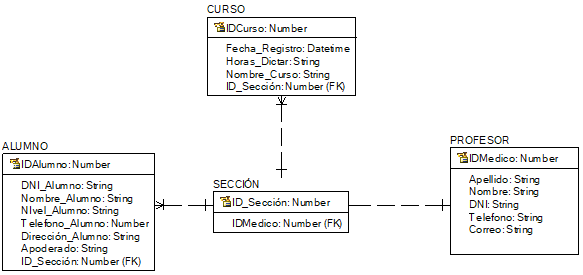 CURSO
IDCurso: Number
Fecha_Registro: Datetime
Horas_Dictar: String
Nombre_Curso: String
ID_Sección: Number (FK)
ALUMNO
IDAlumno: Number
DNI_Alumno: String
Nombre_Alumno: String
NIvel_Alumno: String
Telefono_Alumno: Number
Dirección_Alumno: String
Apoderado: String
ID_Sección: Number (FK)
SECCIÓN
ID_Sección: Number
IDMedico: Number (FK)
PROFESOR
IDMedico: Number
Apellido: String
Nombre: String
DNI: String
Telefono: String
Correo: String